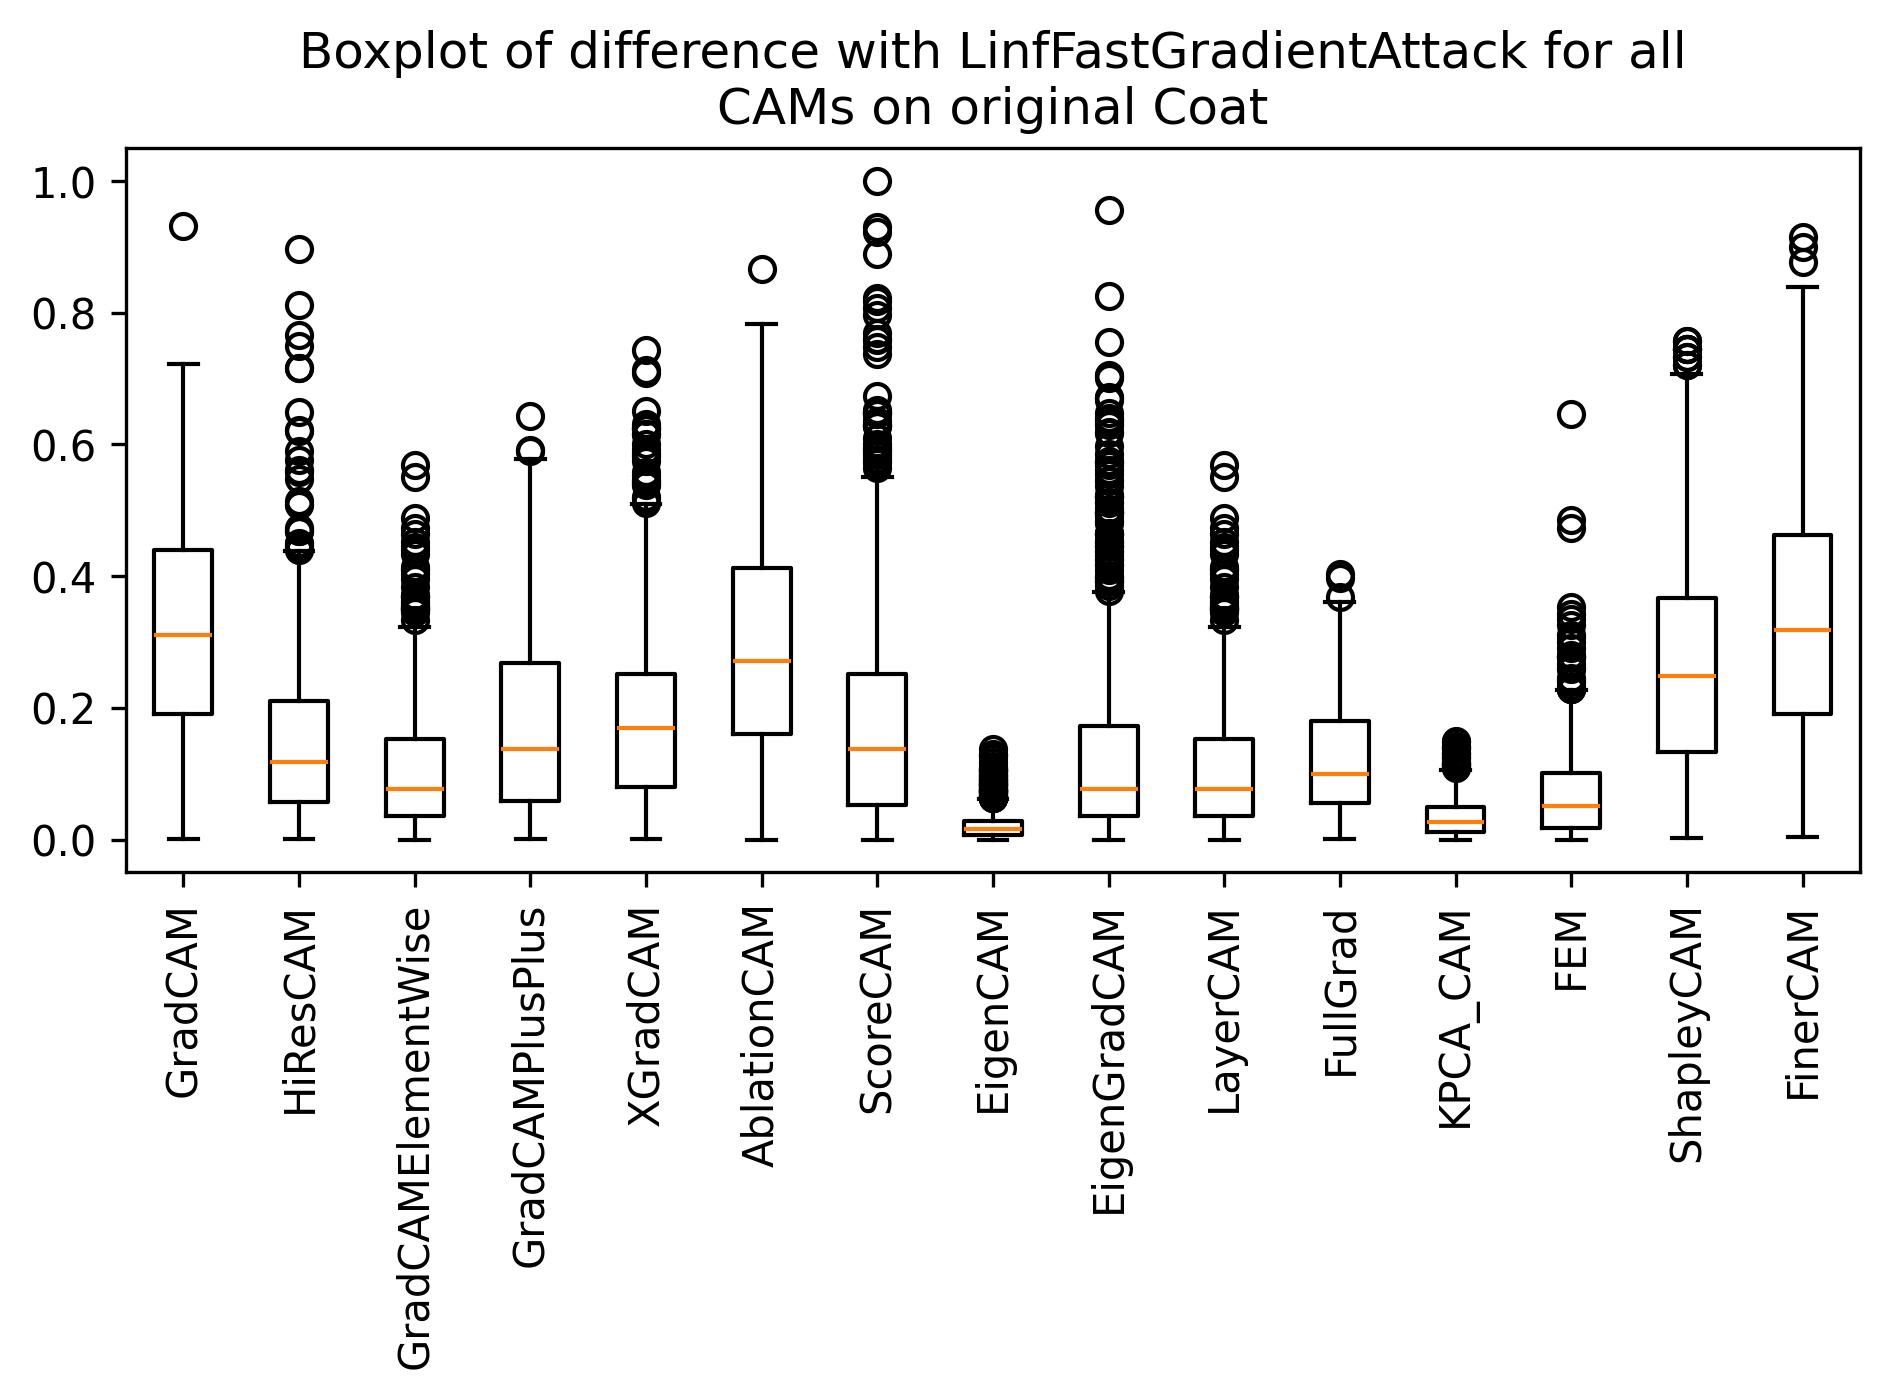 Boxplot of difference with LinfFastGradientAttack for all
CAMs on original Coat
1.0
0.8
0.6
0.4
0.2
0.0
GradCAM
HiResCAM
GradCAMElementWise
GradCAMPlusPlus
XGradCAM
AblationCAM
ScoreCAM
EigenCAM
EigenGradCAM
LayerCAM
FullGrad
KPCA_CAM
FEM
ShapleyCAM
FinerCAM